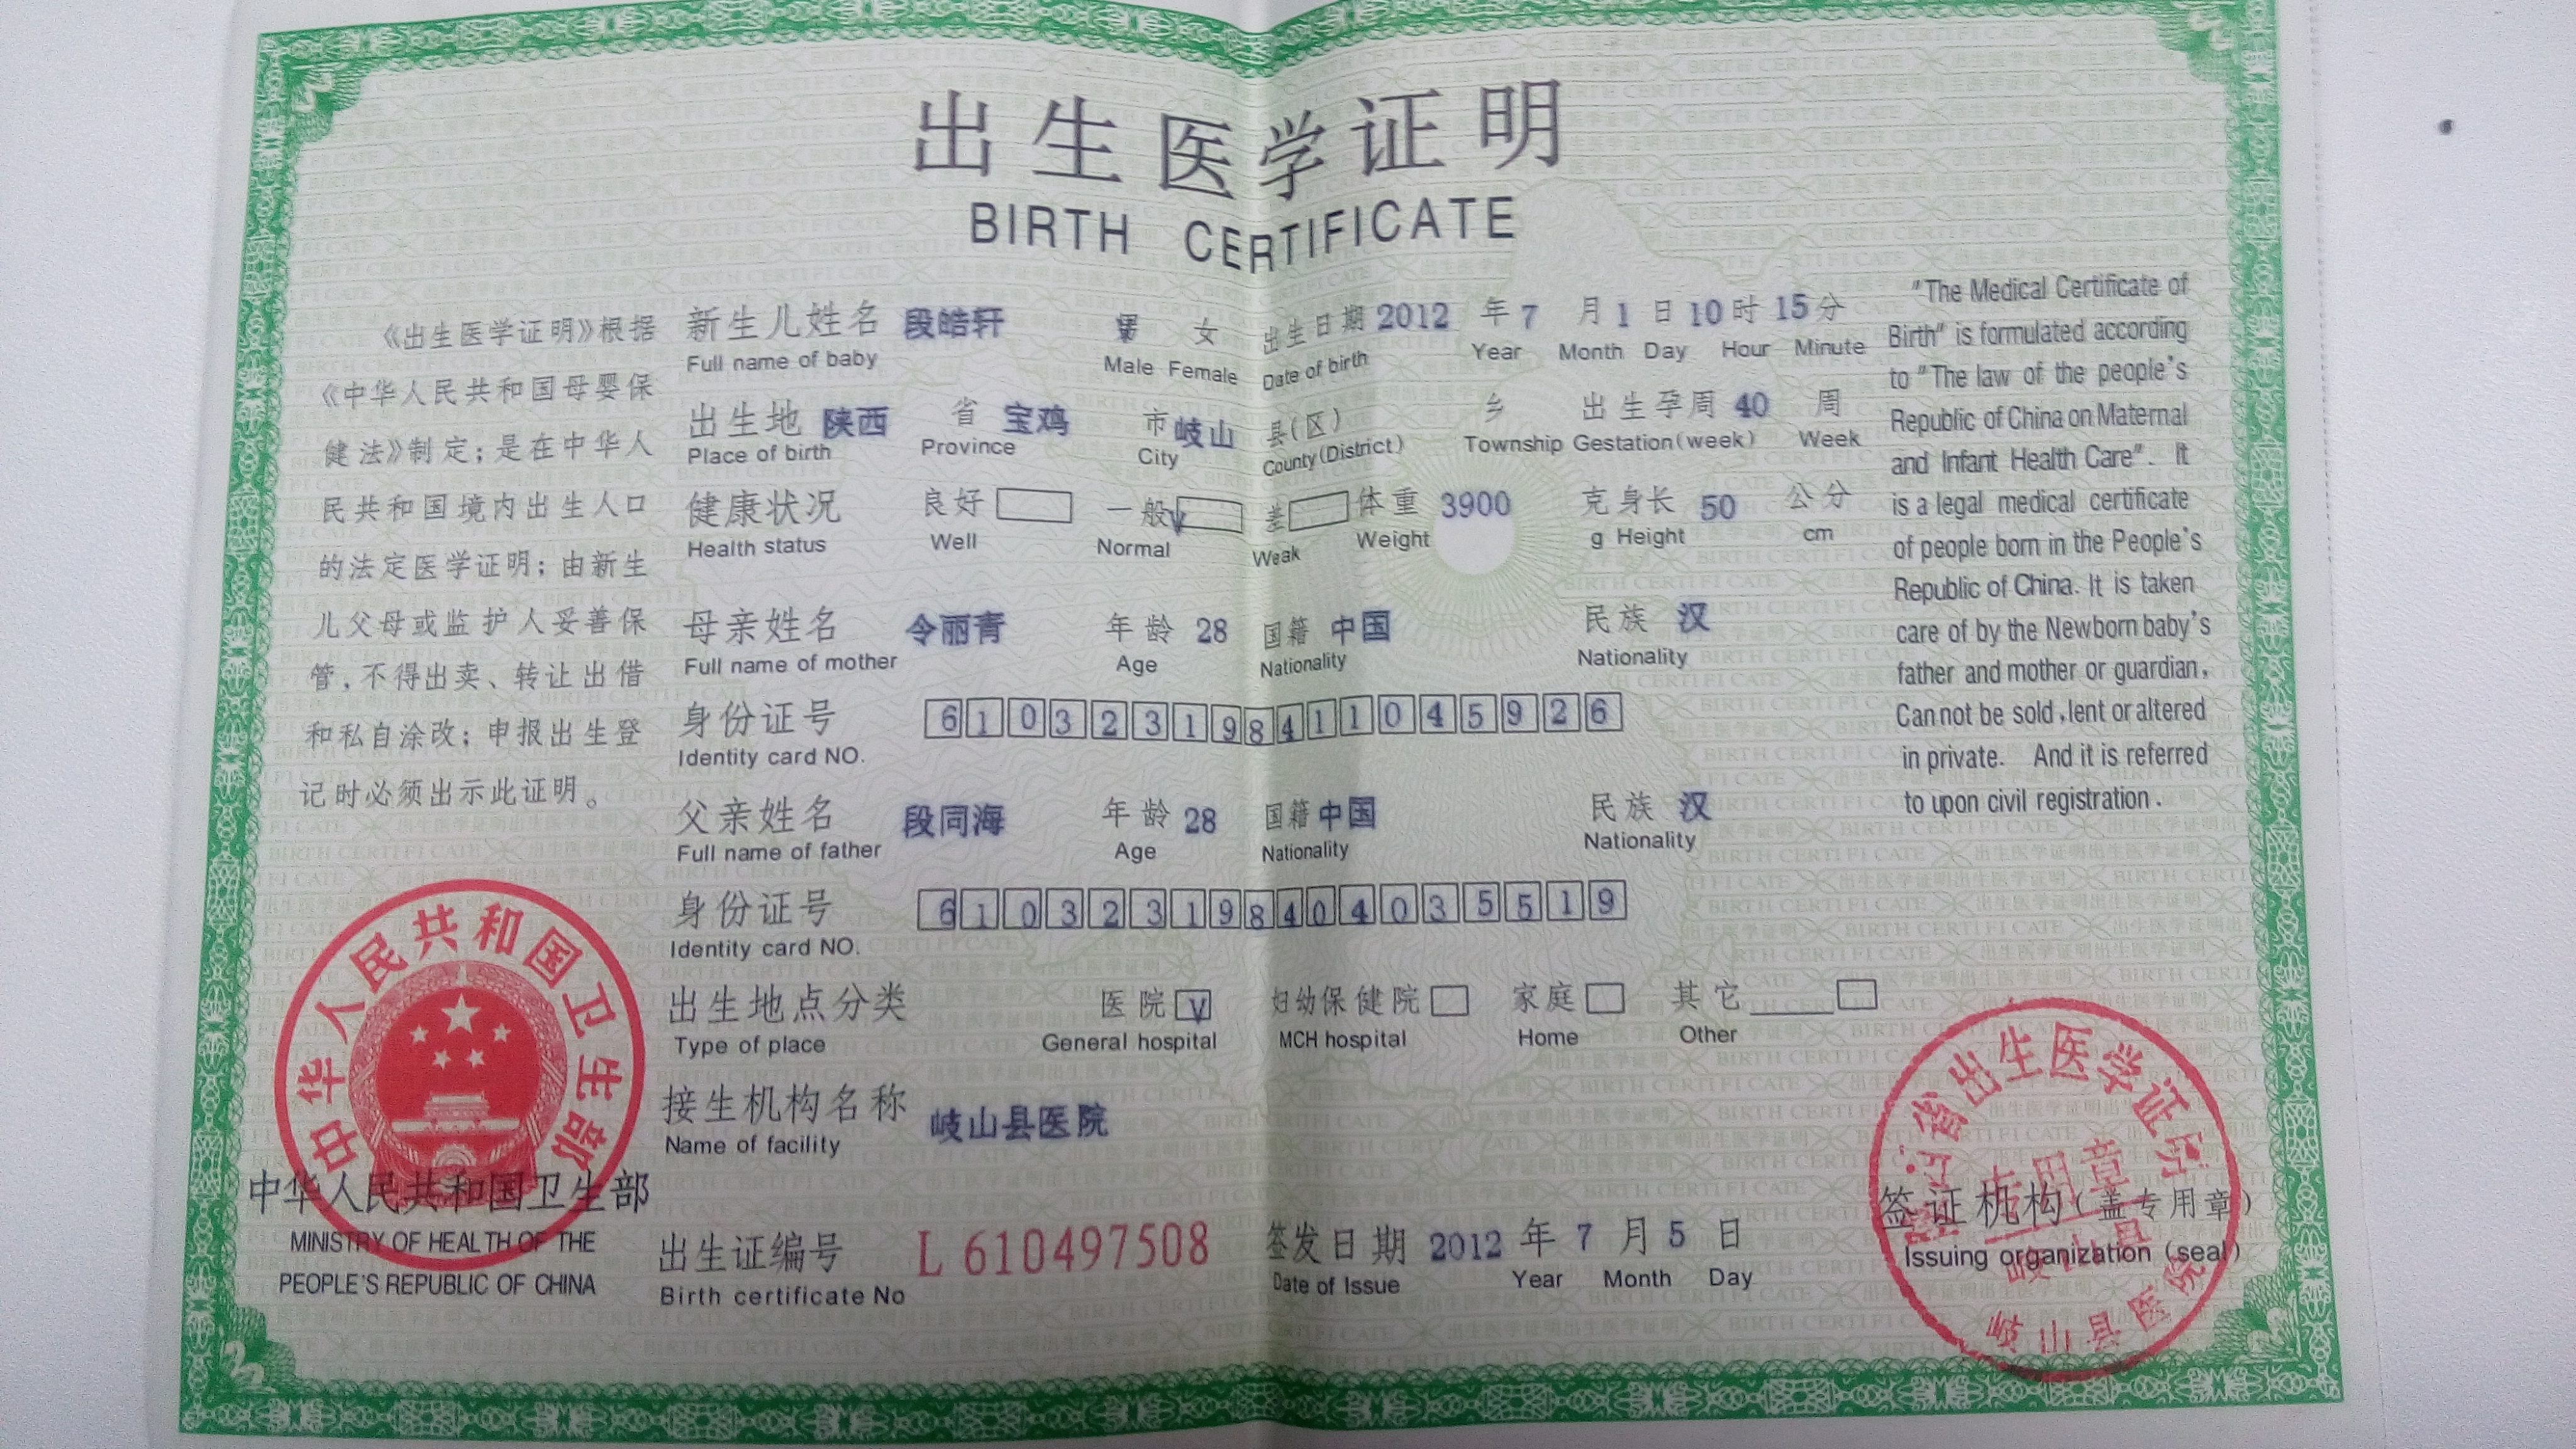 出生医学证明
BIRTH CERTIFICATE
《出生医学证明》根据
《中华人民共和国母婴保
健法》制定；是在中华人
民共和国境内出生人口
的法定医学证明；由新生
儿父母或监护人妥善保
管，不得出卖、转让出借
和私自涂改；申报出生登
记时必须出示此证明。
新生儿姓名 段皓轩 男 女 出生日期 2012 年 7 月 1 日 10 时 15 分
Full name of baby Male Female Date of birth Year Month Day Hour Minute
出生地 陕西 省 宝鸡 市 岐山 县(区) 乡 出生孕周 40 周
Place of birth Province City County(District) Township Gestation(week) Week
健康状况 良好 一般 V 差 体重 3900 克 身长 50 公分
Health status Well Normal Weak Weight g Height cm
母亲姓名 令丽青 年龄 28 国籍 中国 民族 汉
Full name of mother Age Nationality Nationality
身份证号 610323198411045926
Identity card NO.
父亲姓名 段同海 年龄 28 国籍 中国 民族 汉
Full name of father Age Nationality Nationality
身份证号 610323198404035519
Identity card NO.
出生地点分类 医院 V 妇幼保健院 家庭 其它
Type of place General hospital MCH hospital Home Other
接生机构名称 岐山县医院
Name of facility
出生证编号 L 610497508 签发日期 2012 年 7 月 5 日
Birth certificate No Date of Issue Year Month Day
"The Medical Certificate of
Birth" is formulated according
to "The law of the people's
Republic of China on Maternal
and Infant Health Care". It
is a legal medical certificate
of people born in the People's
Republic of China. It is taken
care of by the Newborn baby's
father and mother or guardian,
Can not be sold,lent or altered
in private. And it is referred
to upon civil registration.
中华人民共和国卫生部
中华人民共和国卫生部
MINISTRY OF HEALTH OF THE
PEOPLE'S REPUBLIC OF CHINA
省出生医学证
专用章
签证机构(盖专用章)
Issuing organization (seal)
岐山县医院